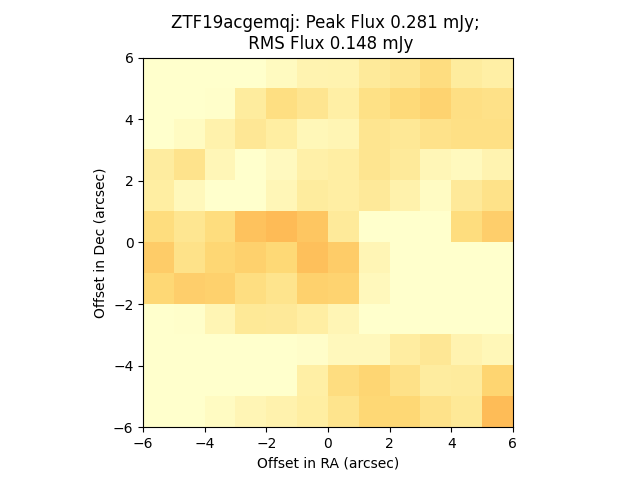 ZTF19acgemqj: Peak Flux 0.281 mJy;
RMS Flux 0.148 mJy
6
4
2
0
−2
−4
−6
Offset in Dec (arcsec)
−6 −4 −2 0 2 4 6
Offset in RA (arcsec)